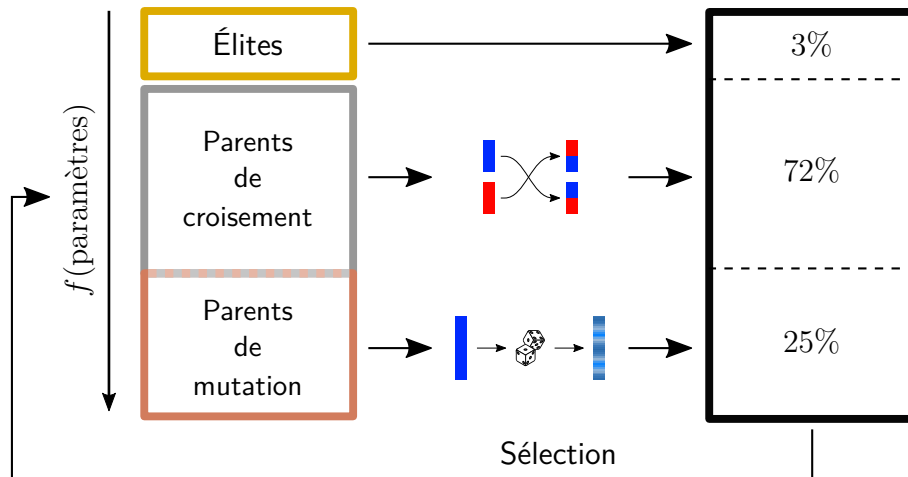 Élites
3%
f(paramètres)
Parents
de
croisement
72%
Parents
de
mutation
25%
Sélection